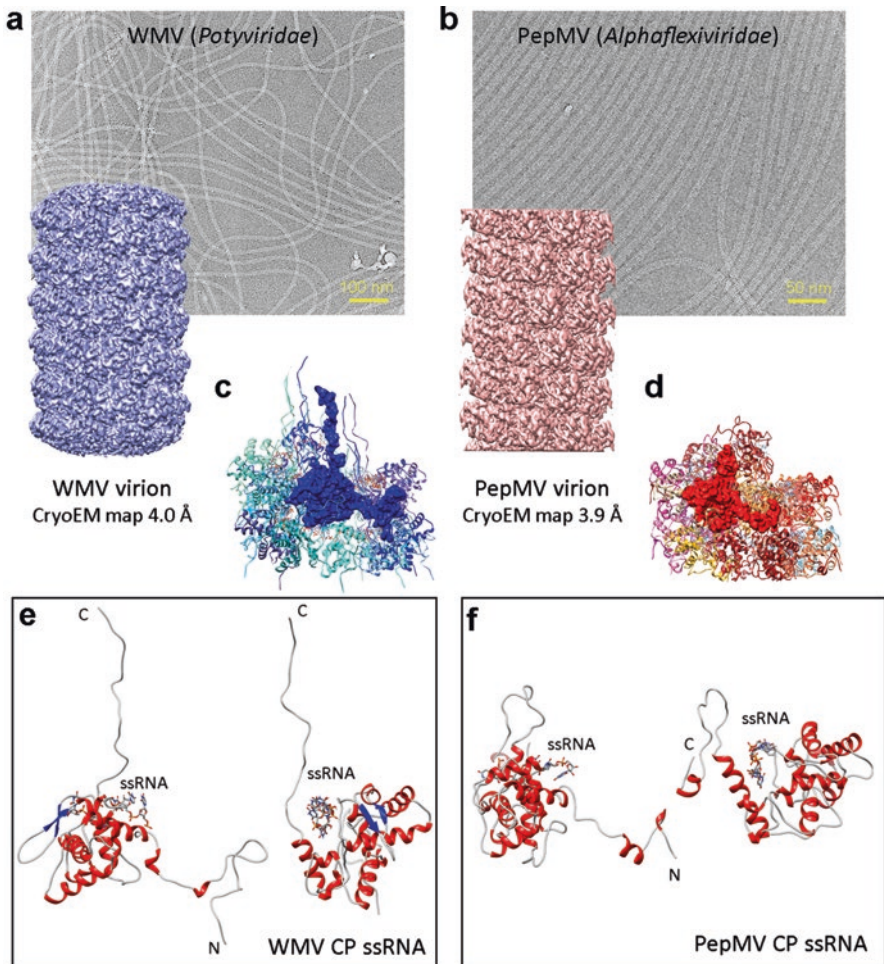 a
WMV (Potyviridae)
100 nm
b
PepMV (Alphaflexiviridae)
50 nm
WMV virion
CryoEM map 4.0 Å
c
PepMV virion
CryoEM map 3.9 Å
d
e
C
ssRNA
N
C
ssRNA
WMV CP ssRNA
f
ssRNA
N
C
ssRNA
PepMV CP ssRNA